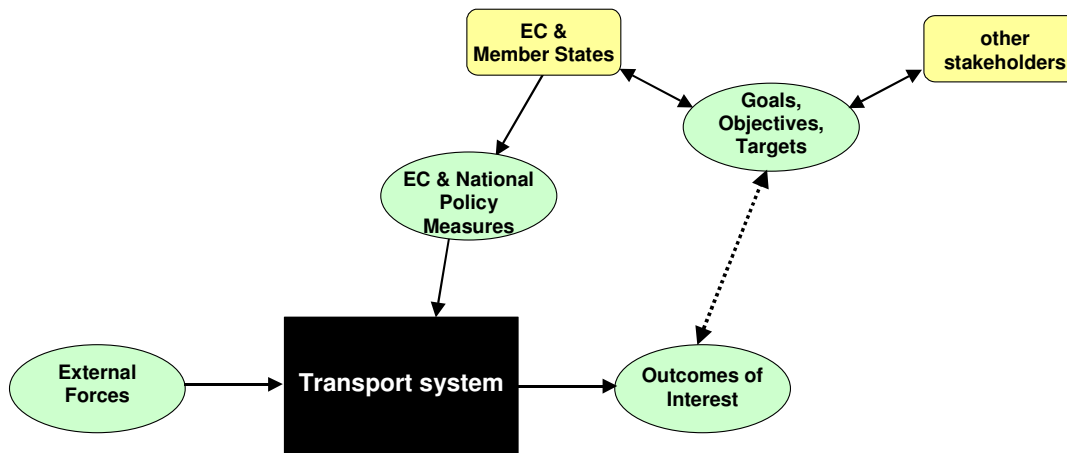 EC &
Member States
other
stakeholders
Goals,
Objectives,
Targets
EC & National
Policy
Measures
External
Forces
Transport system
Outcomes of
Interest